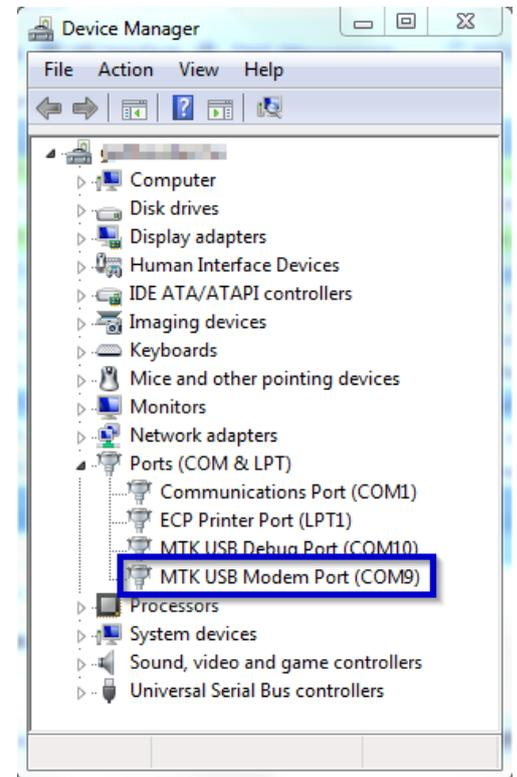 Device Manager
File Action View Help
Computer
Disk drives
Display adapters
Human Interface Devices
IDE ATA/ATAPI controllers
Imaging devices
Keyboards
Mice and other pointing devices
Monitors
Network adapters
Ports (COM & LPT)
Communications Port (COM1)
ECP Printer Port (LPT1)
MTK USB Debug Port (COM10)
MTK USB Modem Port (COM9)
Processors
System devices
Sound, video and game controllers
Universal Serial Bus controllers